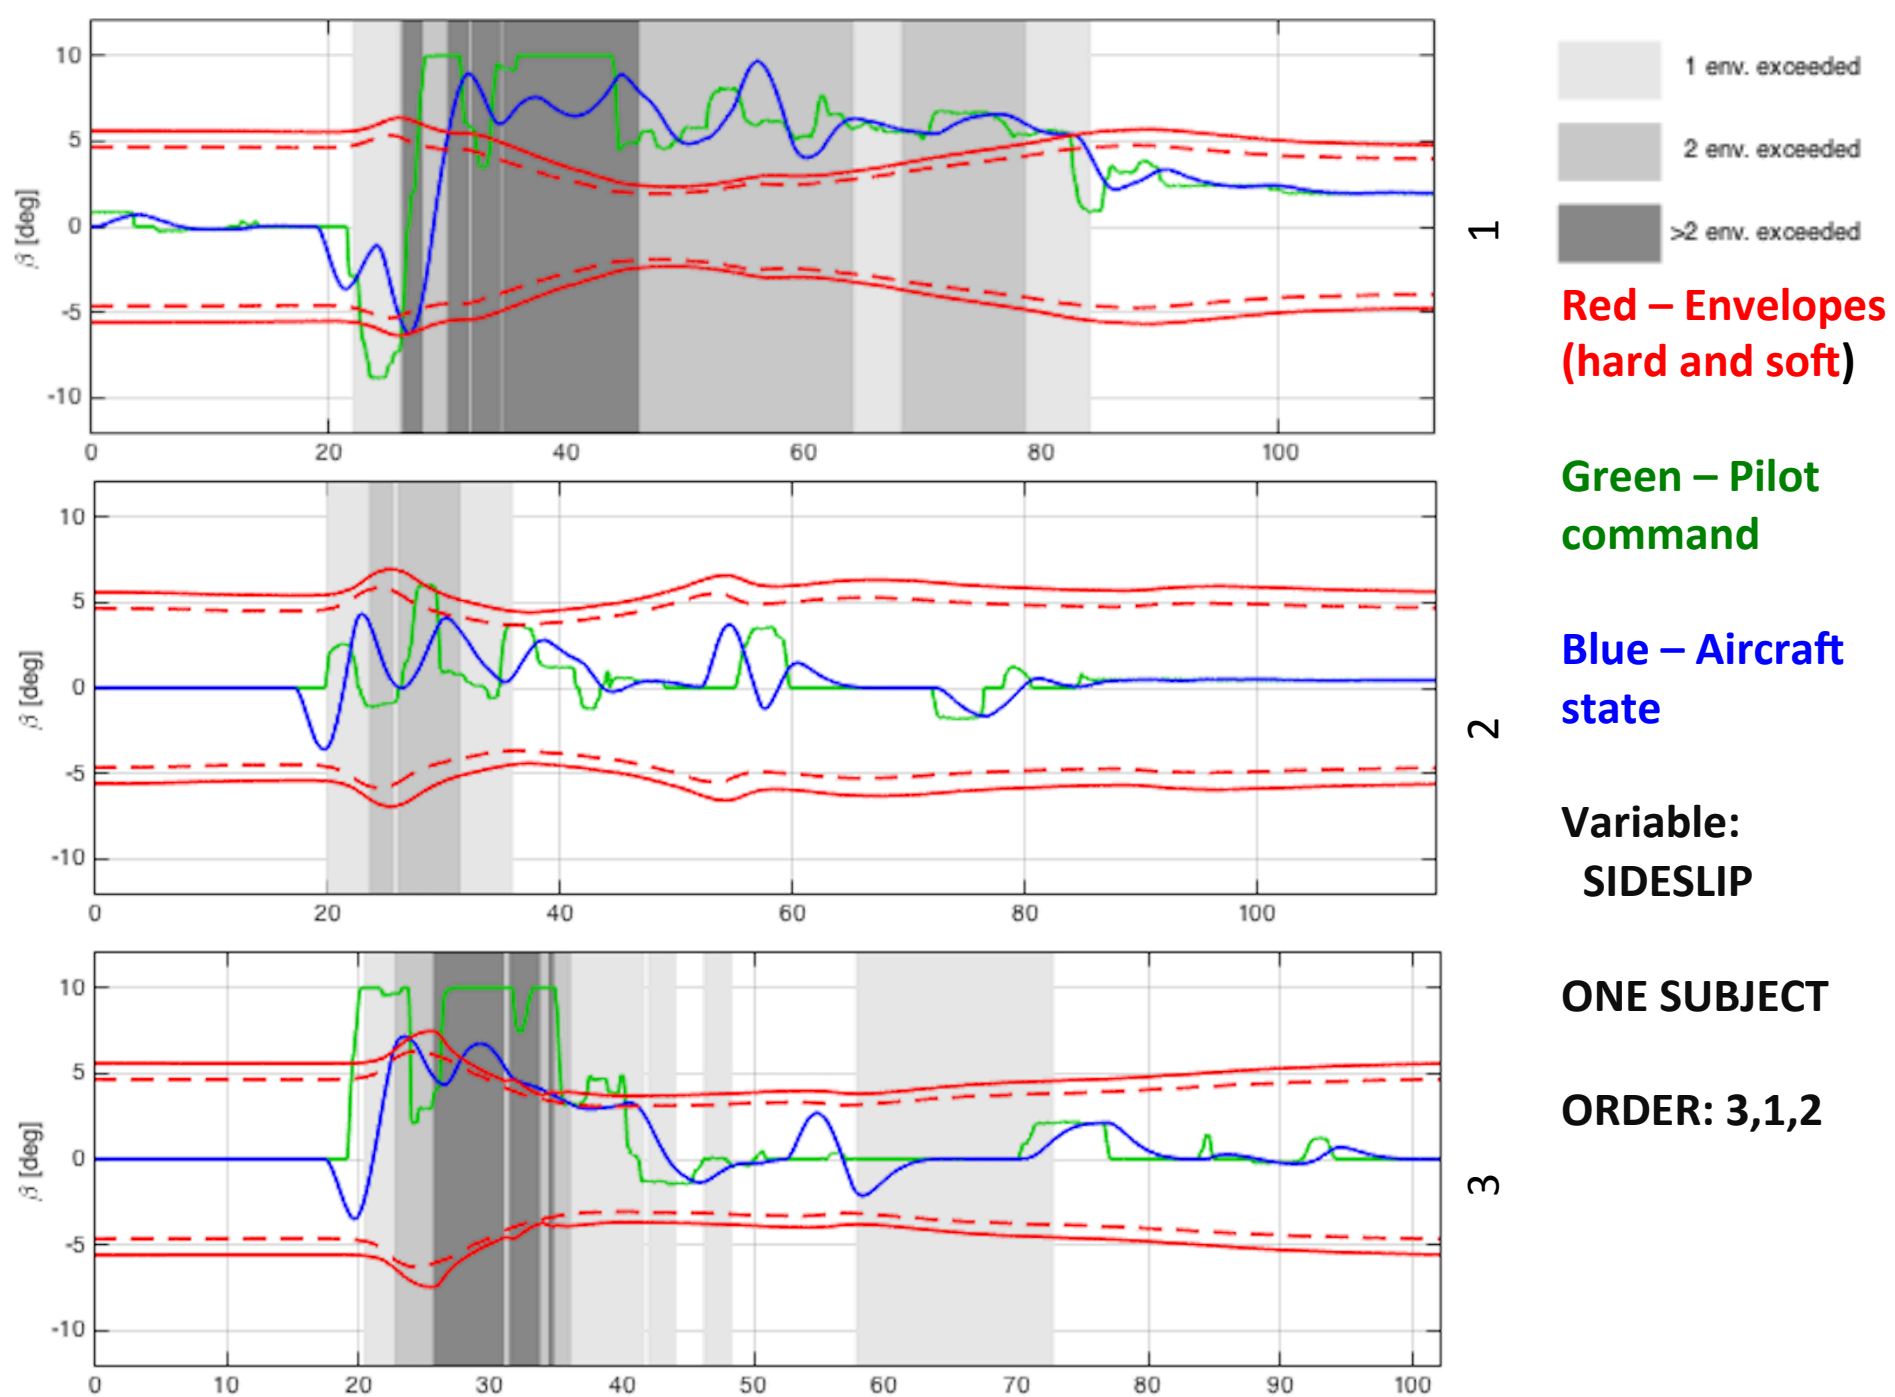 10
5
0
-5
-10
β [deg]
0 20 40 60 80 100
1
10
5
0
-5
-10
β [deg]
0 20 40 60 80 100
2
10
5
0
-5
-10
β [deg]
0 10 20 30 40 50 60 70 80 90 100
3
1 env. exceeded
2 env. exceeded
>2 env. exceeded
Red – Envelopes
(hard and soft)
Green – Pilot
command
Blue – Aircraft
state
Variable:
SIDESLIP
ONE SUBJECT
ORDER: 3,1,2